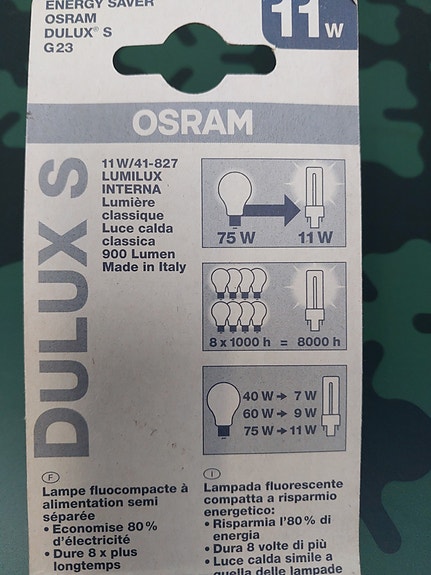 ENERGY SAVER
OSRAM
DULUX® S
G23
11W
OSRAM
DULUX S
11W/41-827
LUMILUX
INTERNA
Lumière
classique
Luce calda
classica
900 Lumen
Made in Italy
75 W 11 W
8 x 1000 h = 8000 h
40 W → 7 W
60 W → 9 W
75 W → 11 W
F
Lampe fluocompacte à
alimentation semi
séparée
• Economise 80%
d'électricité
• Dure 8 x plus
longtemps
I
Lampada fluorescente
compatta a risparmio
energetico:
• Risparmia l'80% di
energia
• Dura 8 volte di più
• Luce calda simile a
quella delle lampade